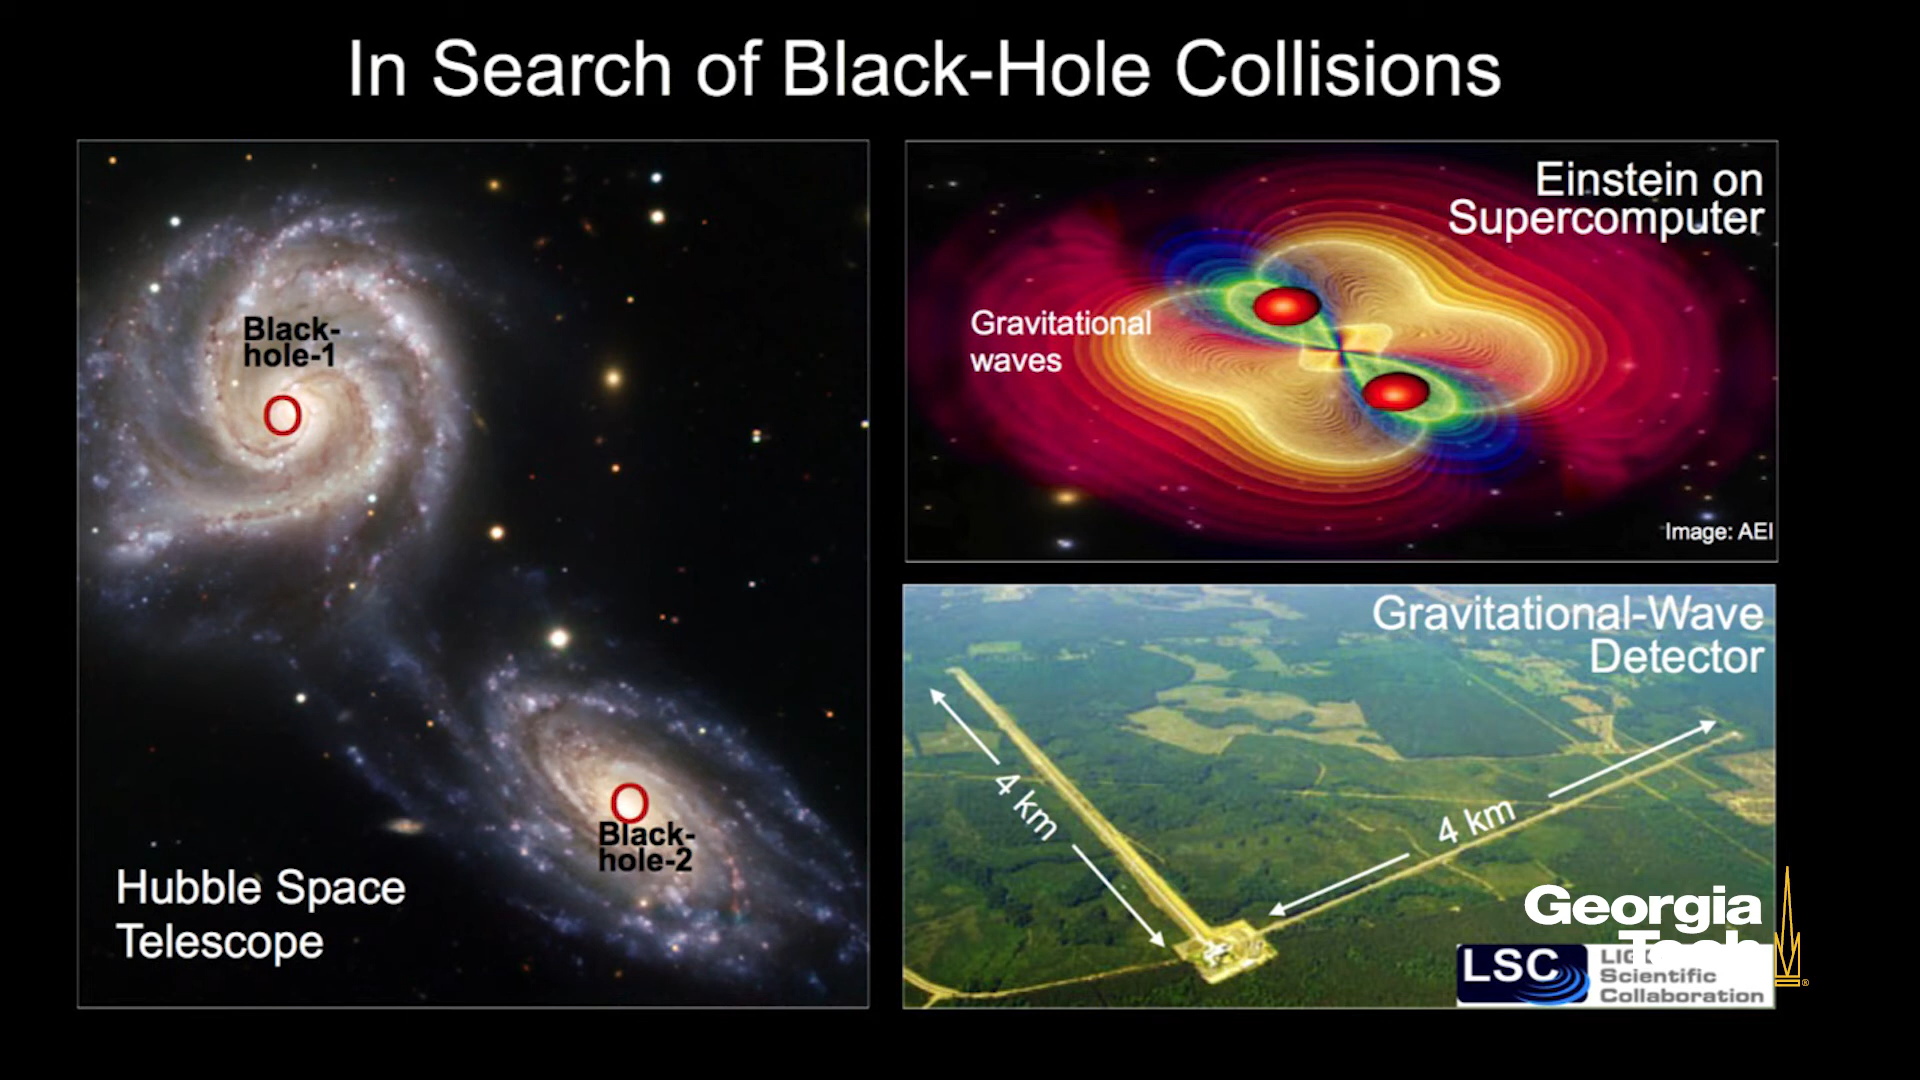 In Search of Black-Hole Collisions
Black-
hole-1
Black-
hole-2
Hubble Space
Telescope
Einstein on
Supercomputer
Gravitational
waves
Image: AEI
Gravitational-Wave
Detector
4 km
4 km
Georgia
Tech
®
LSC
Scientific
Collaboration